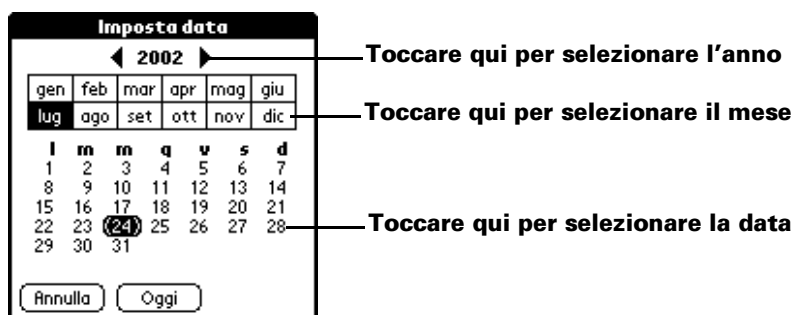 Imposta data
2002
Toccare qui per selezionare l'anno
gen feb mar apr mag giu
lug ago set ott nov dic
Toccare qui per selezionare il mese
l m m q v s d
1 2 3 4 5 6 7
8 9 10 11 12 13 14
15 16 17 18 19 20 21
22 23 24 25 26 27 28
Toccare qui per selezionare la data
29 30 31
Annulla Oggi